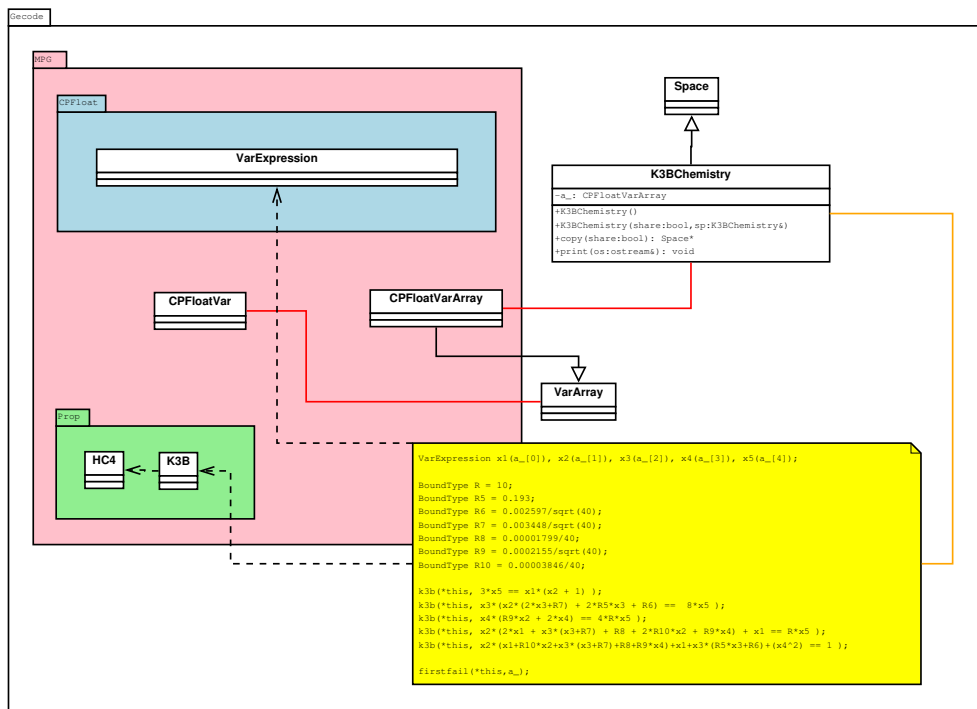 Gecode
MPG
CPFloat
VarExpression
Space
K3BChemistry
-a_: CPFloatVarArray
+K3BChemistry()
+K3BChemistry(share:bool,sp:K3BChemistry&)
+copy(share:bool): Space*
+print(os:ostream&): void
CPFloatVar
CPFloatVarArray
VarArray
Prop
HC4
K3B
VarExpression x1(a_[0]), x2(a_[1]), x3(a_[2]), x4(a_[3]), x5(a_[4]);
BoundType R = 10;
BoundType R5 = 0.193;
BoundType R6 = 0.002597/sqrt(40);
BoundType R7 = 0.003448/sqrt(40);
BoundType R8 = 0.00001799/40;
BoundType R9 = 0.0002155/sqrt(40);
BoundType R10 = 0.00003846/40;
k3b(*this, 3*x5 == x1*(x2 + 1) );
k3b(*this, x3*(x2*(2*x3+R7) + 2*R5*x3 + R6) == 8*x5 );
k3b(*this, x4*(R9*x2 + 2*x4) == 4*R*x5 );
k3b(*this, x2*(2*x1 + x3*(x3+R7) + R8 + 2*R10*x2 + R9*x4) + x1 == R*x5 );
k3b(*this, x2*(x1+R10*x2+x3*(x3+R7)+R8+R9*x4)+x1+x3*(R5*x3+R6)+(x4^2) == 1 );
firstfail(*this,a_);